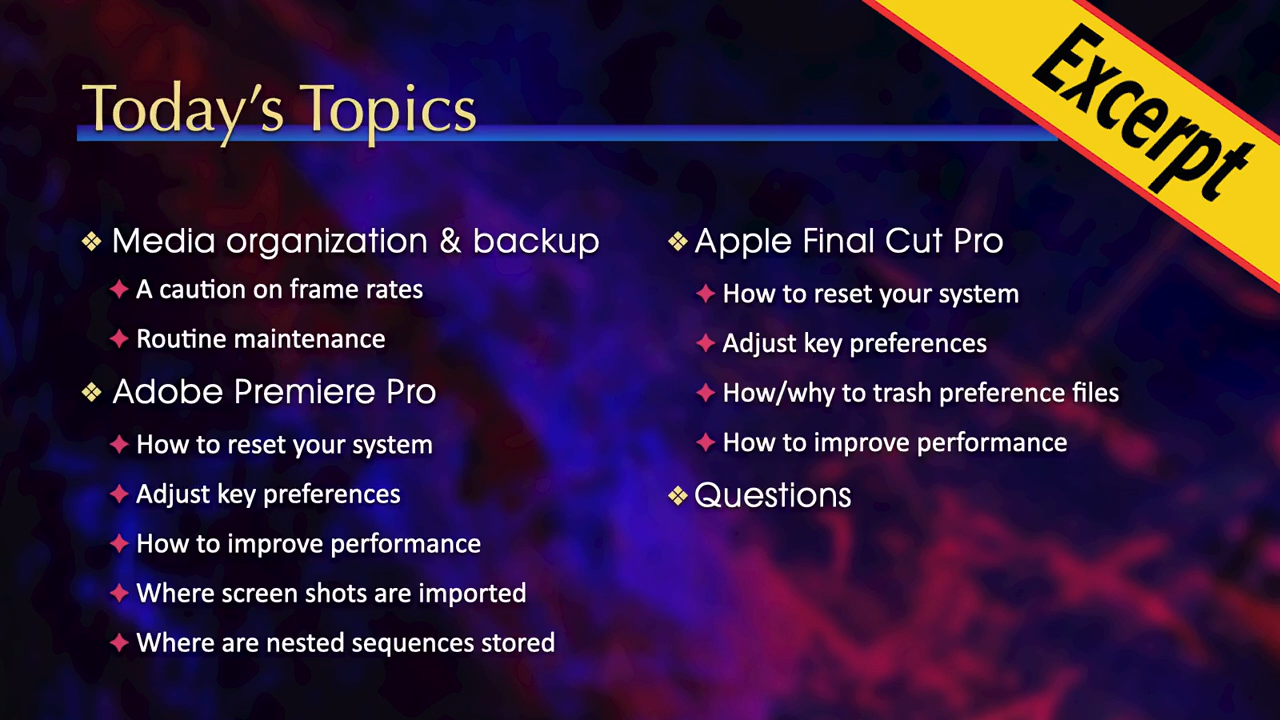 Today’s Topics
Excerpt
Media organization & backup
A caution on frame rates
Routine maintenance
Adobe Premiere Pro
How to reset your system
Adjust key preferences
How to improve performance
Where screen shots are imported
Where are nested sequences stored
Apple Final Cut Pro
How to reset your system
Adjust key preferences
How/why to trash preference files
How to improve performance
Questions